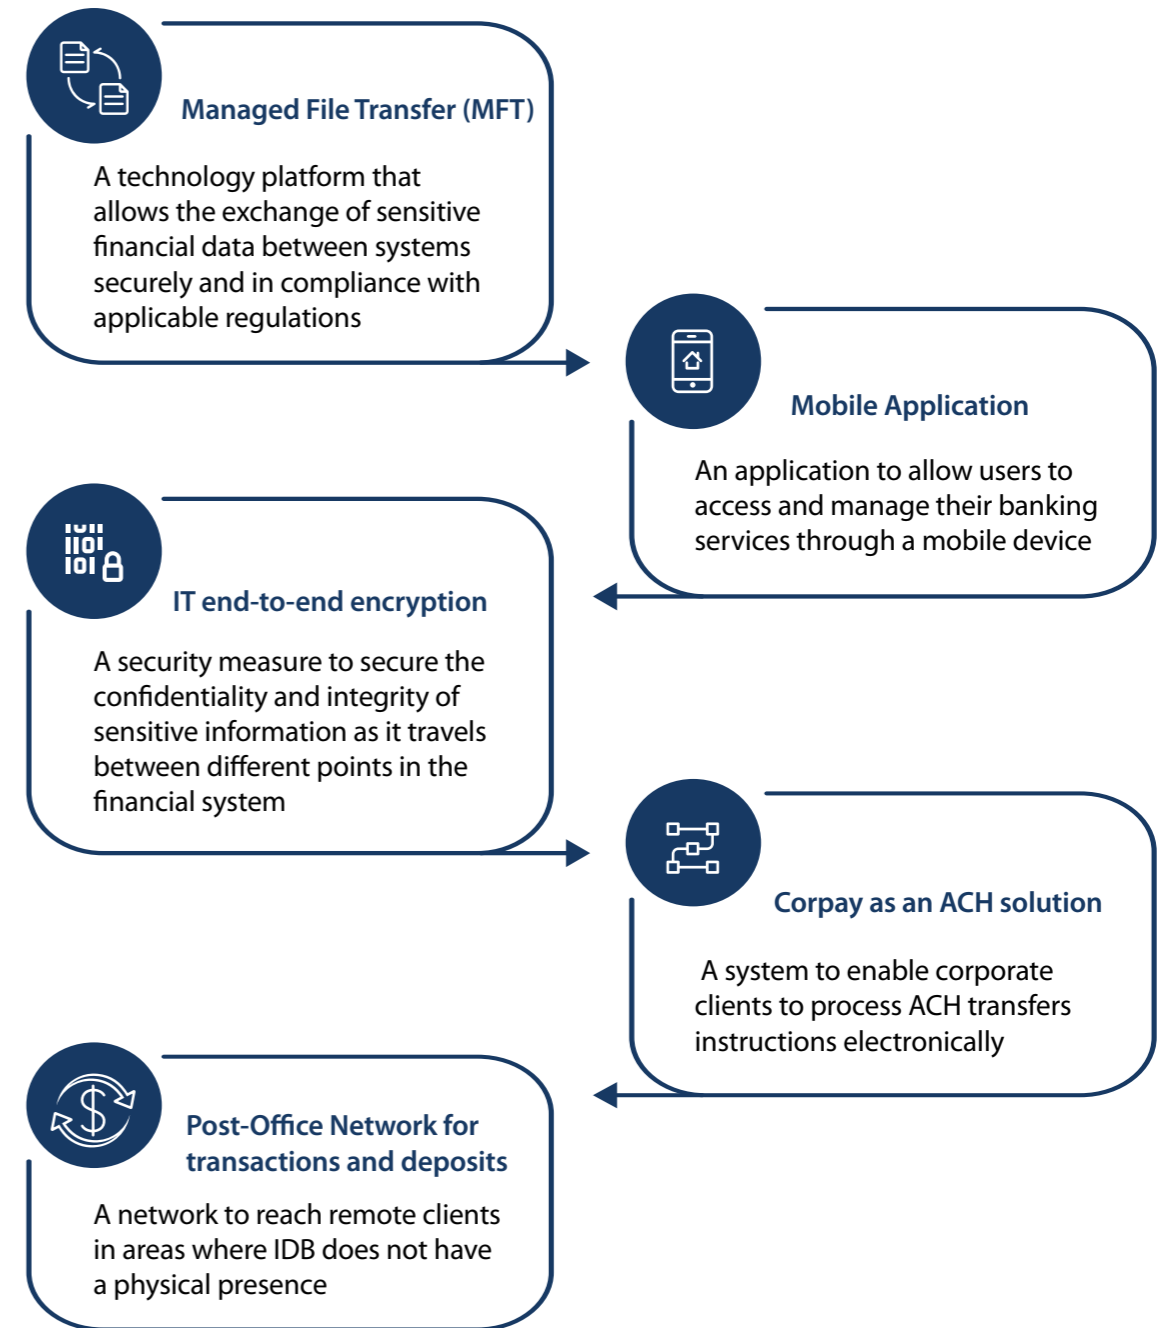 Managed File Transfer (MFT)
A technology platform that
allows the exchange of sensitive
financial data between systems
securely and in compliance with
applicable regulations
Mobile Application
An application to allow users to
access and manage their banking
services through a mobile device
1101
101
IT end-to-end encryption
A security measure to secure the
confidentiality and integrity of
sensitive information as it travels
between different points in the
financial system
Corpay as an ACH solution
A system to enable corporate
clients to process ACH transfers
instructions electronically
$
Post-Office Network for
transactions and deposits
A network to reach remote clients
in areas where IDB does not have
a physical presence